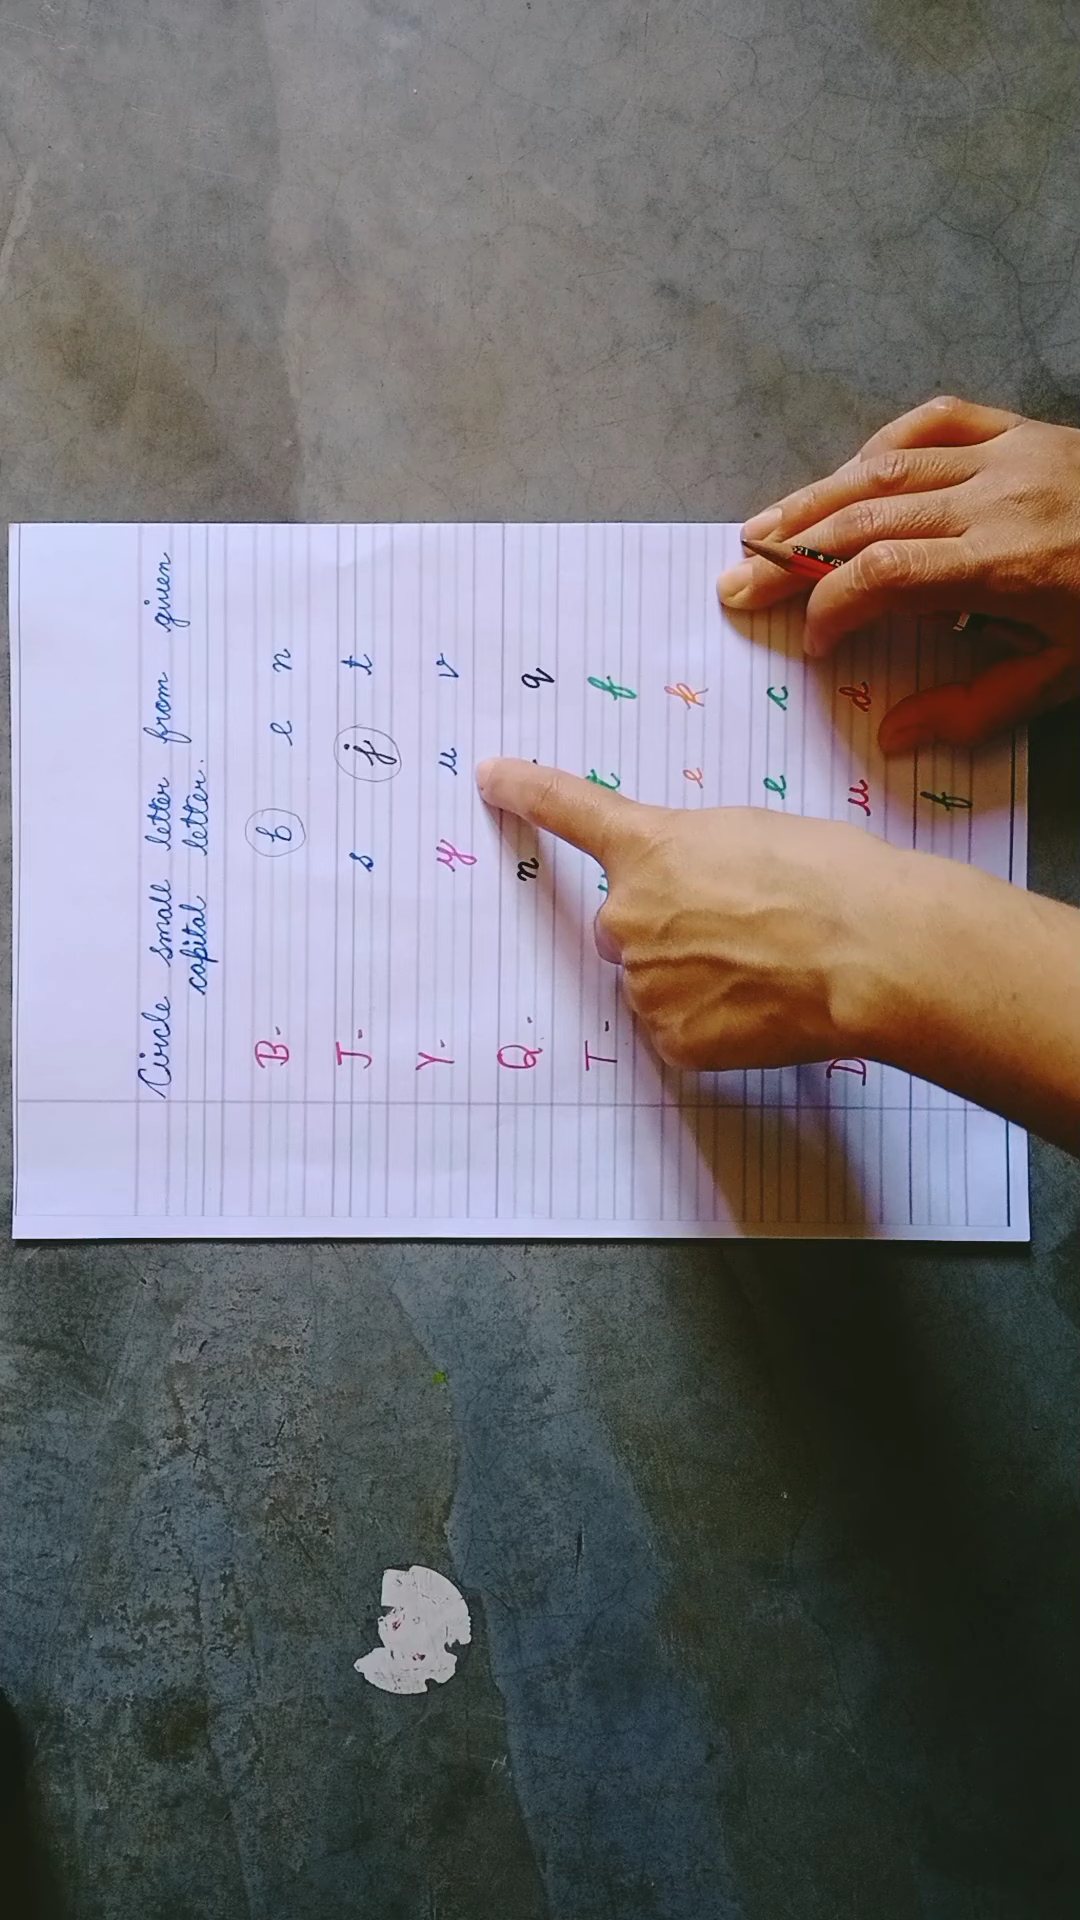 Circle small letter from given
capital letter.
B - b e n
J - s j t
Y - y u v
Q - n q
T - t f
e k
e c
D u d
f